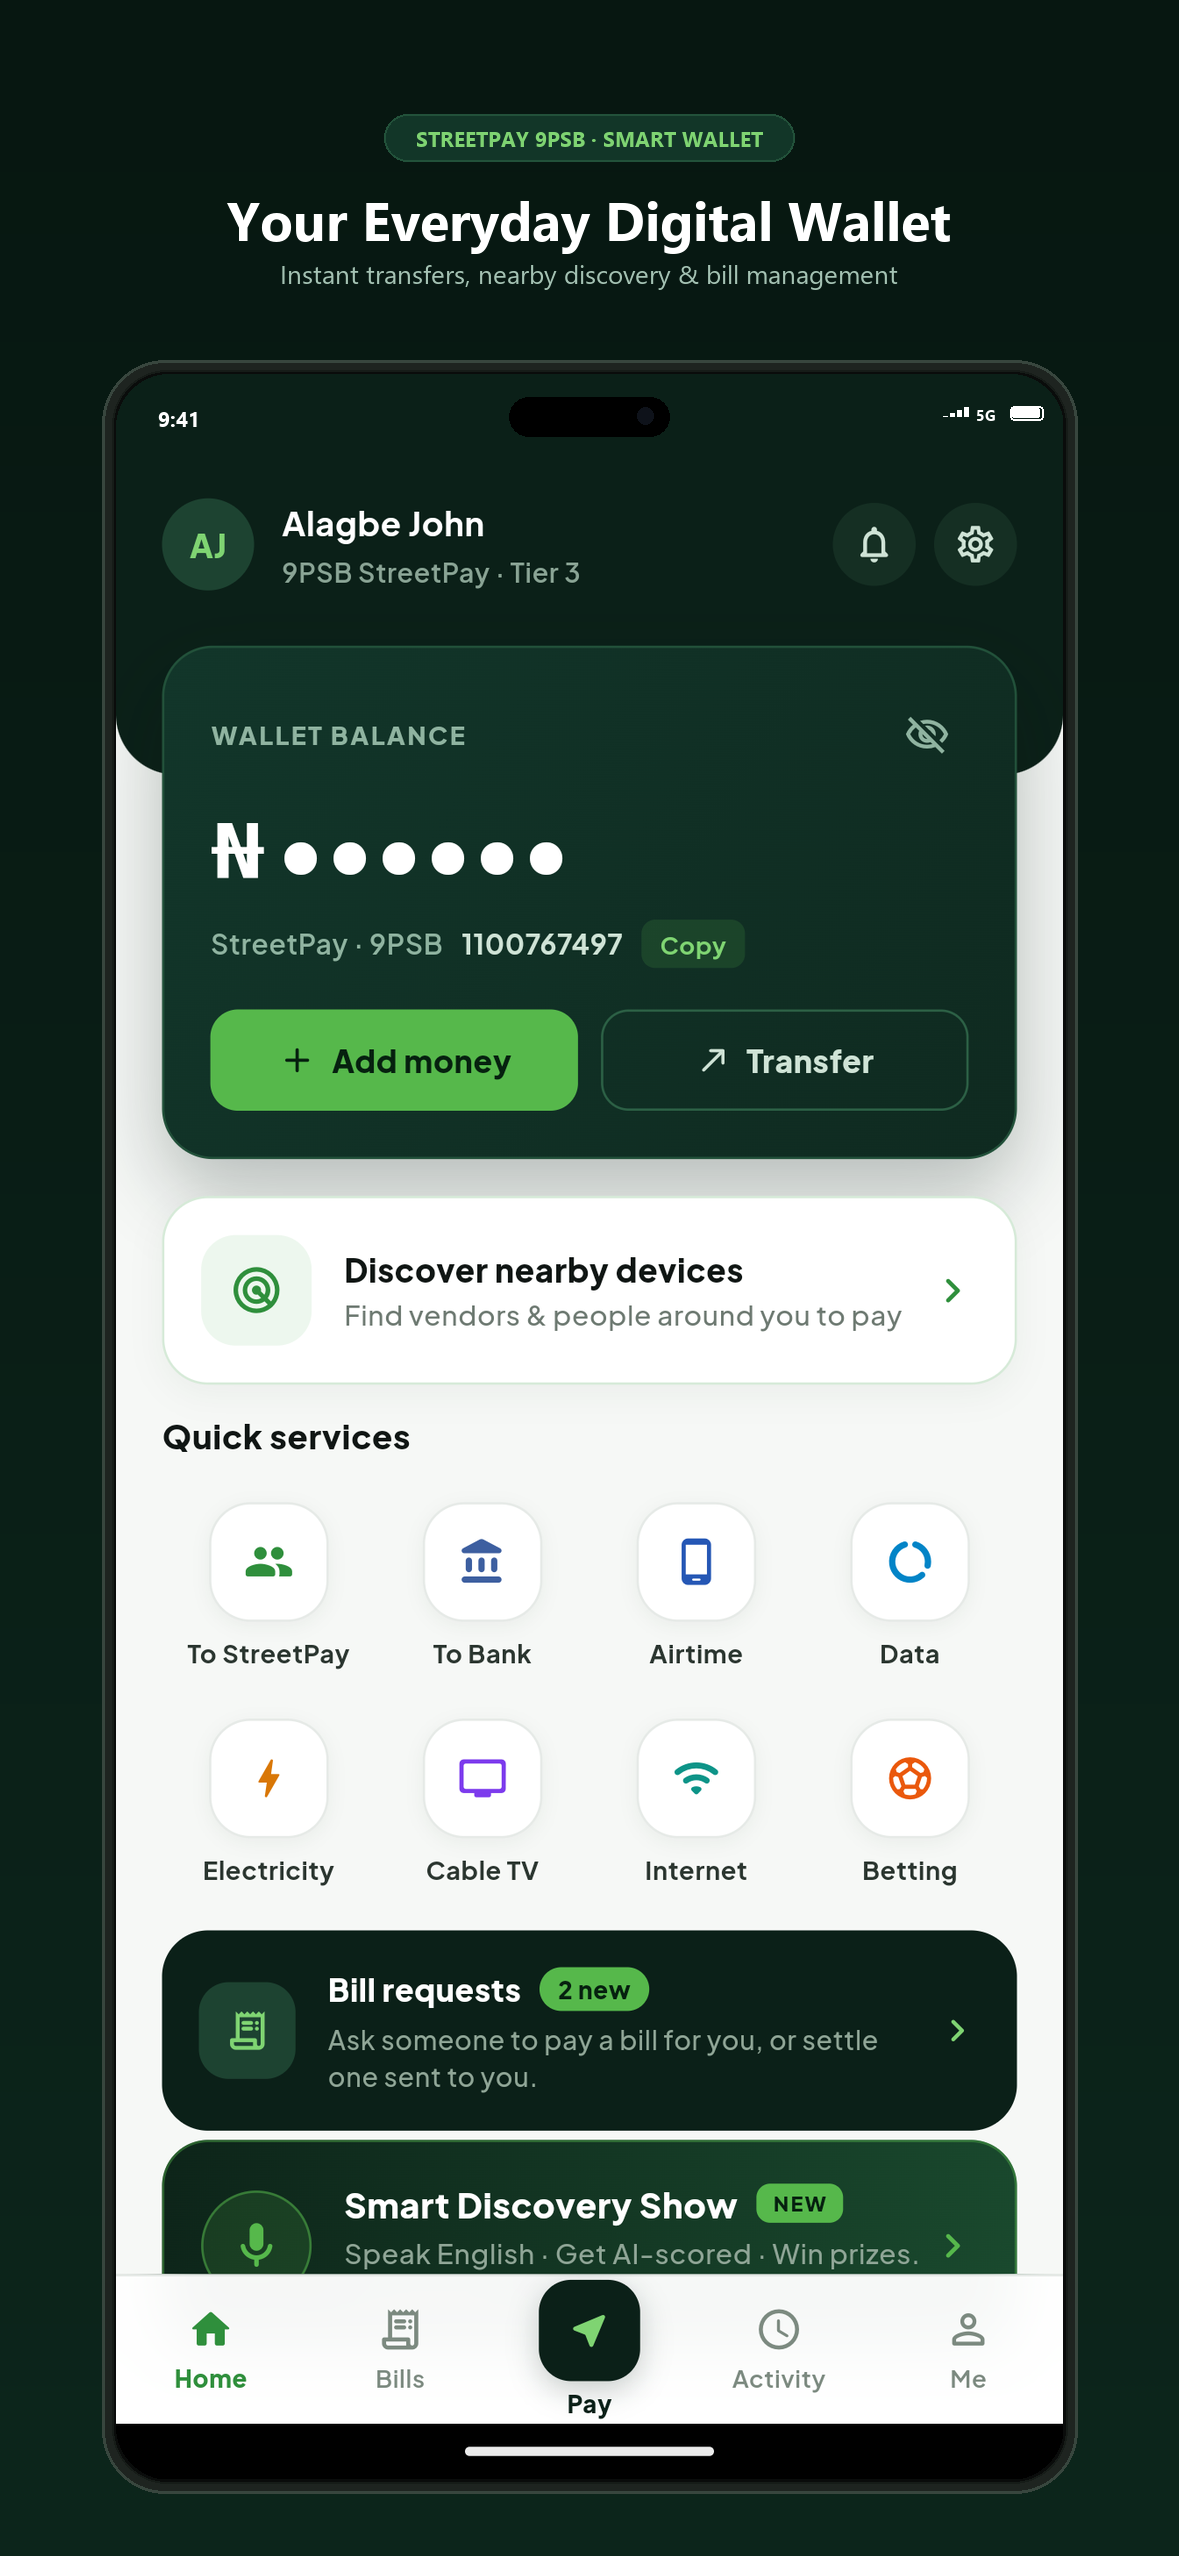 STREETPAY 9PSB · SMART WALLET
Your Everyday Digital Wallet
Instant transfers, nearby discovery & bill management
9:41
5G
AJ
Alagbe John
9PSB StreetPay · Tier 3
WALLET BALANCE
₦ ●●●●●●
StreetPay · 9PSB 1100767497 Copy
+ Add money
Transfer
Discover nearby devices
Find vendors & people around you to pay
Quick services
To StreetPay
To Bank
Airtime
Data
Electricity
Cable TV
Internet
Betting
Bill requests 2 new
Ask someone to pay a bill for you, or settle
one sent to you.
Smart Discovery Show NEW
Speak English · Get AI-scored · Win prizes.
Home
Bills
Pay
Activity
Me